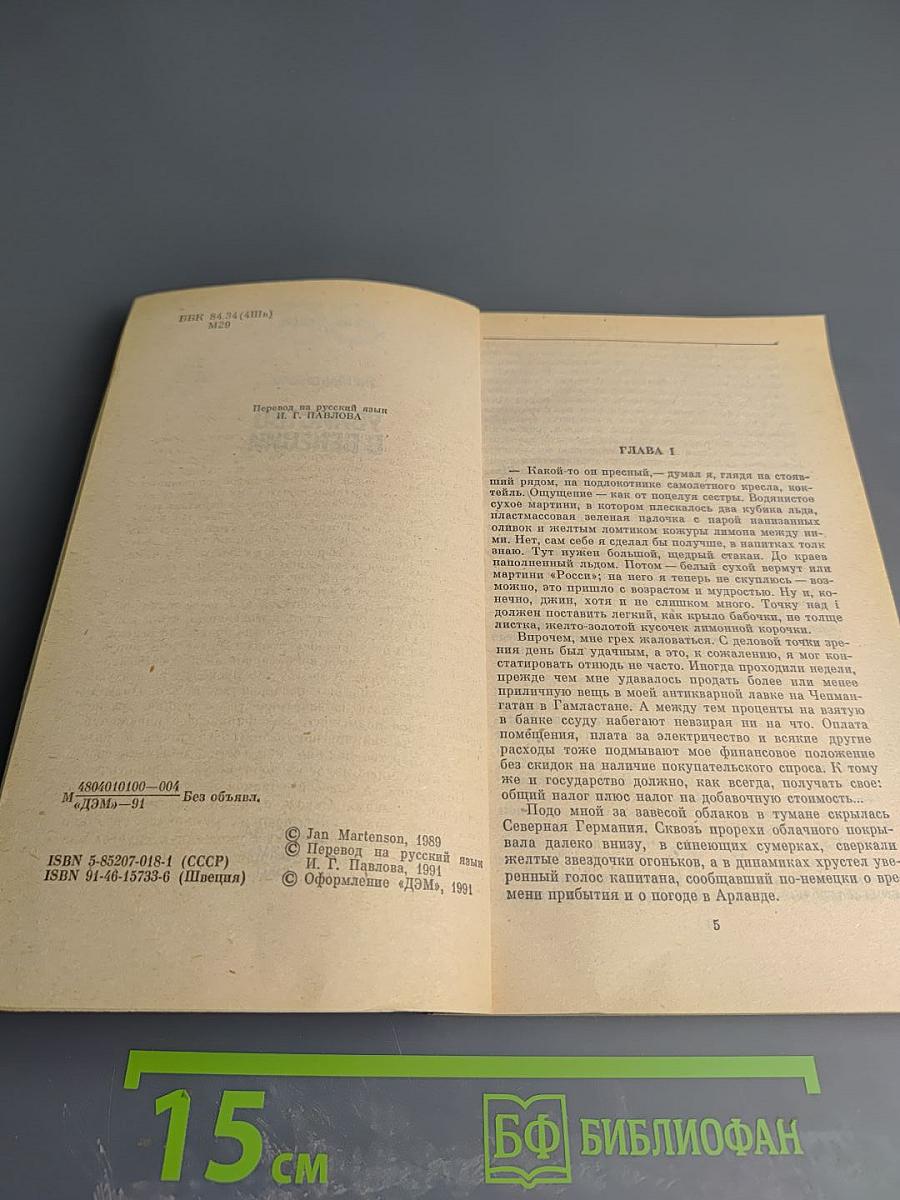 ББК 84.34(4Шв)
М29
Перевод на русский язык
И. Г. ПАВЛОВА
4804010100—004
М Без объявл.
«ДЭМ»—91
ISBN 5-85207-018-1 (СССР)
ISBN 91-46-15733-6 (Швеция)
© Jan Martenson, 1989
© Перевод на русский язык
И. Г. Павлова, 1991
© Оформление «ДЭМ», 1991
ГЛАВА 1
— Какой-то он пресный,— думал я, глядя на стояв-
ший рядом, на подлокотнике самолетного кресла, кок-
тейль. Ощущение — как от поцелуя сестры. Водянистое
сухое мартини, в котором плескалось два кубика льда,
пластмассовая зеленая палочка с парой нанизанных
оливок и желтым ломтиком кожуры лимона между ни-
ми. Нет, сам себе я сделал бы получше, в напитках толк
знаю. Тут нужен большой, щедрый стакан. До краев
наполненный льдом. Потом — белый сухой вермут или
мартини «Росси»; на него я теперь не скуплюсь — воз-
можно, это пришло с возрастом и мудростью. Ну и, ко-
нечно, джин, хотя и не слишком много. Точку над i
должен поставить легкий, как крыло бабочки, не толще
листка, желто-золотой кусочек лимонной корочки.
Впрочем, мне грех жаловаться. С деловой точки зре-
ния день был удачным, а это, к сожалению, я мог кон-
статировать отнюдь не часто. Иногда проходили недели,
прежде чем мне удавалось продать более или менее
приличную вещь в моей антикварной лавке на Чепман-
гатан в Гамластане. А между тем проценты на взятую
в банке ссуду набегают невзирая ни на что. Оплата
помещения, плата за электричество и всякие другие
расходы тоже подмывают мое финансовое положение
без скидок на наличие покупательского спроса. К тому
же и государство должно, как всегда, получать свое:
общий налог плюс налог на добавочную стоимость...
Подо мной за завесой облаков в тумане скрылась
Северная Германия. Сквозь прорехи облачного покры-
вала далеко внизу, в синеющих сумерках, сверкали
желтые звездочки огоньков, а в динамиках хрустел уве-
ренный голос капитана, сообщавший по-немецки о вре
мени прибытия и о погоде в Арланде.
5
15 см
БФ БИБЛИОФАН